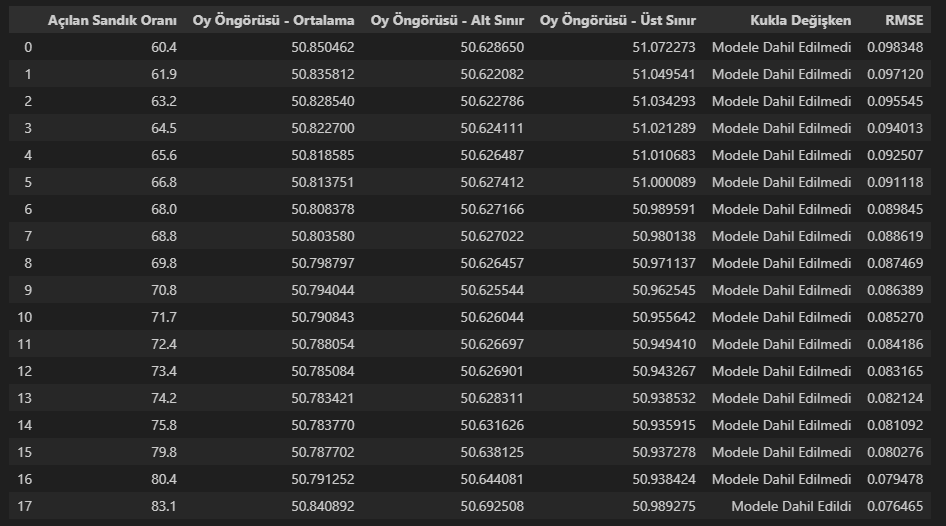 Açılan Sandık Oranı Oy Öngörüsü - Ortalama Oy Öngörüsü - Alt Sınır Oy Öngörüsü - Üst Sınır Kukla Değişken RMSE
0 60.4 50.850462 50.628650 51.072273 Modele Dahil Edilmedi 0.098348
1 61.9 50.835812 50.622082 51.049541 Modele Dahil Edilmedi 0.097120
2 63.2 50.828540 50.622786 51.034293 Modele Dahil Edilmedi 0.095545
3 64.5 50.822700 50.624111 51.021289 Modele Dahil Edilmedi 0.094013
4 65.6 50.818585 50.626487 51.010683 Modele Dahil Edilmedi 0.092507
5 66.8 50.813751 50.627412 51.000089 Modele Dahil Edilmedi 0.091118
6 68.0 50.808378 50.627166 50.989591 Modele Dahil Edilmedi 0.089845
7 68.8 50.803580 50.627022 50.980138 Modele Dahil Edilmedi 0.088619
8 69.8 50.798797 50.626457 50.971137 Modele Dahil Edilmedi 0.087469
9 70.8 50.794044 50.625544 50.962545 Modele Dahil Edilmedi 0.086389
10 71.7 50.790843 50.626044 50.955642 Modele Dahil Edilmedi 0.085270
11 72.4 50.788054 50.626697 50.949410 Modele Dahil Edilmedi 0.084186
12 73.4 50.785084 50.626901 50.943267 Modele Dahil Edilmedi 0.083165
13 74.2 50.783421 50.628311 50.938532 Modele Dahil Edilmedi 0.082124
14 75.8 50.783770 50.631626 50.935915 Modele Dahil Edilmedi 0.081092
15 79.8 50.787702 50.638125 50.937278 Modele Dahil Edilmedi 0.080276
16 80.4 50.791252 50.644081 50.938424 Modele Dahil Edilmedi 0.079478
17 83.1 50.840892 50.692508 50.989275 Modele Dahil Edildi 0.076465